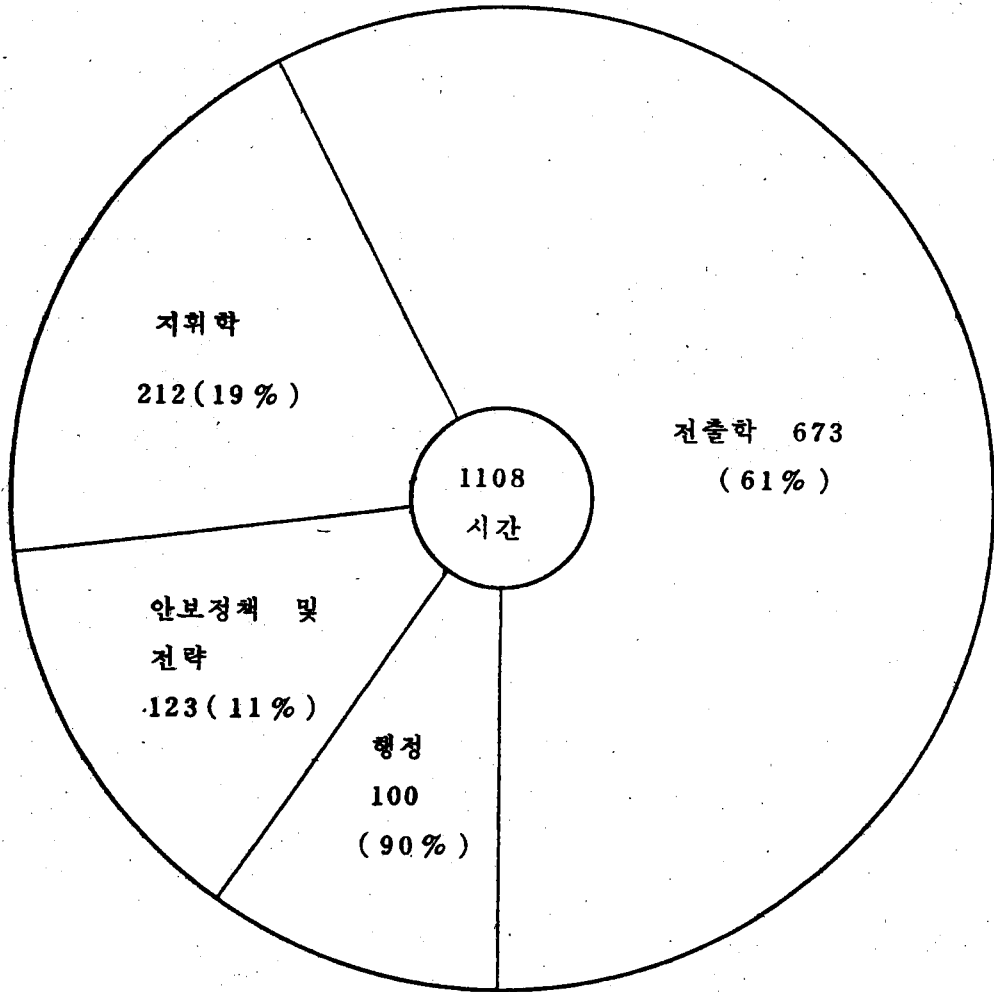 지휘학
212(19%)
전출학 673
(61%)
1108
시간
안보정책 및
전략
123(11%)
행정
100
(90%)